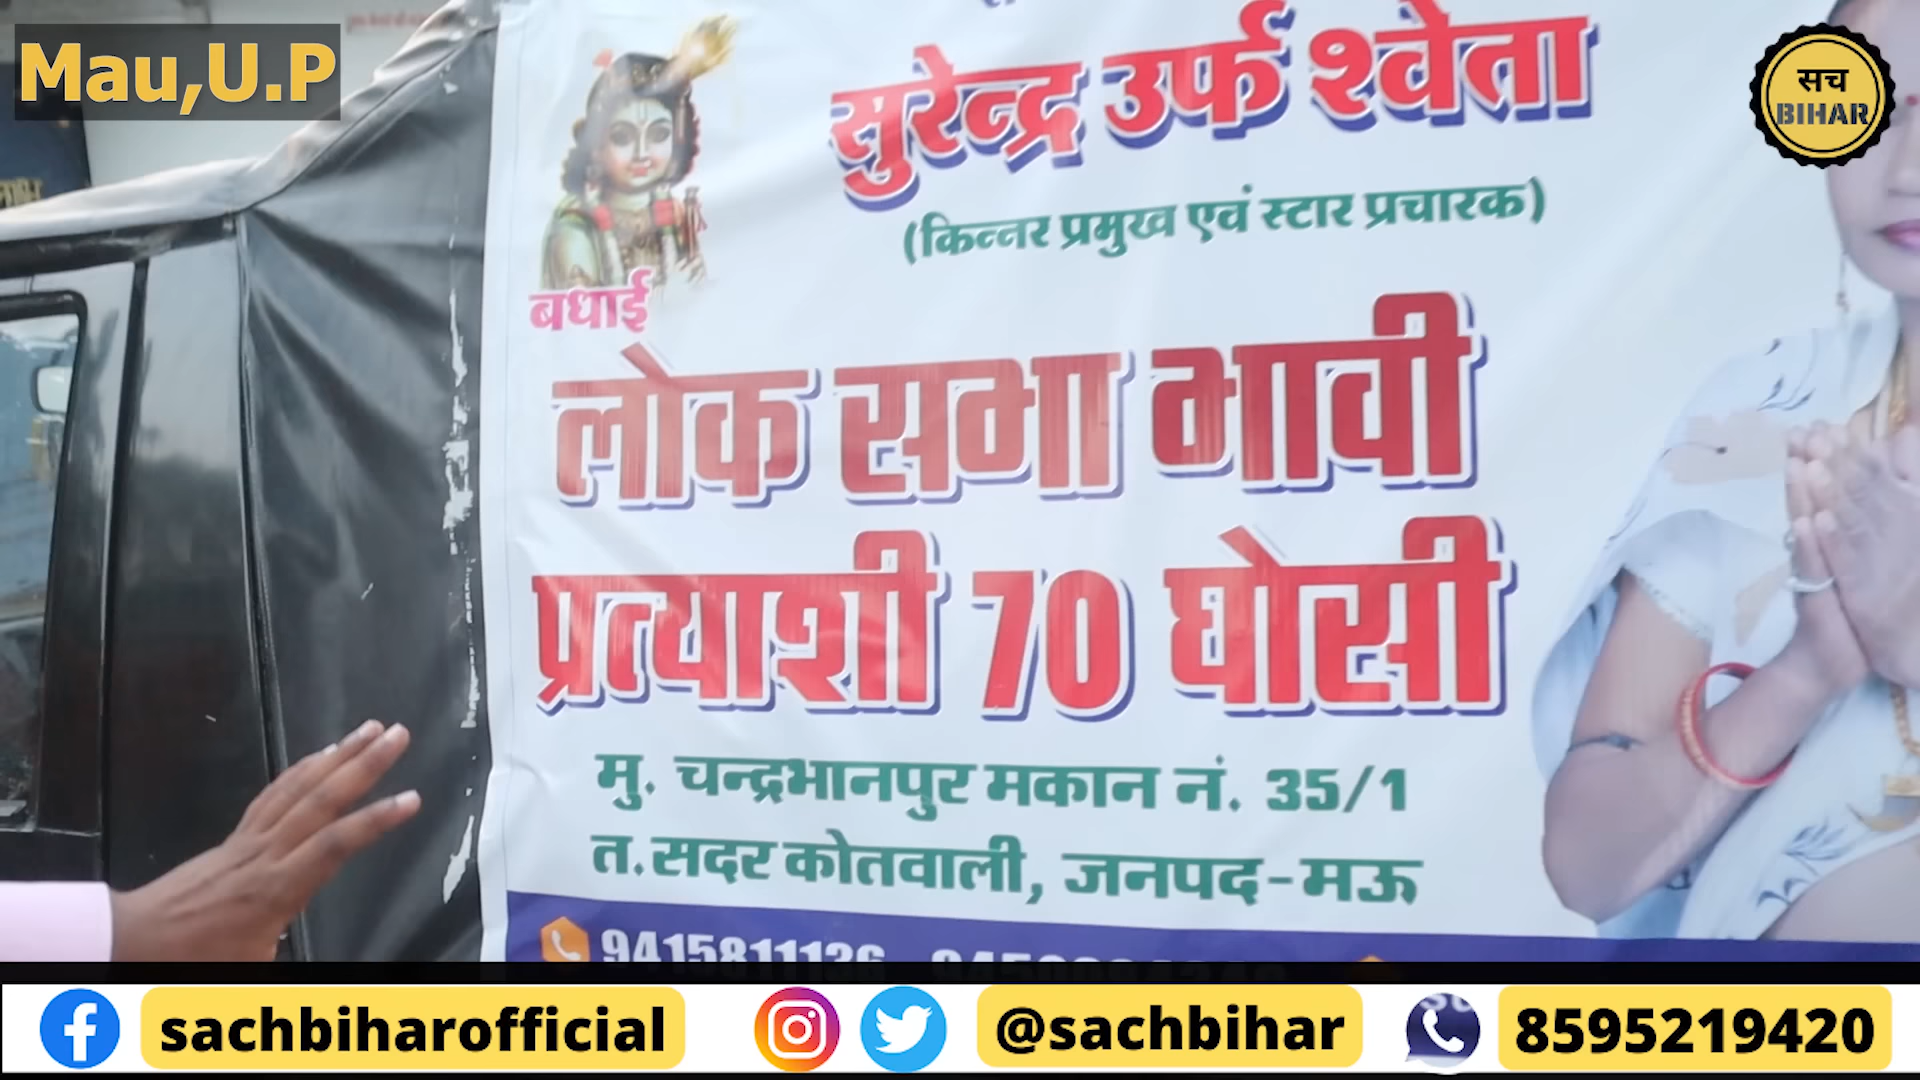 Mau,U.P
सच
BIHAR
सुरेन्द्र उर्फ श्वेता
(किन्नर प्रमुख एवं स्टार प्रचारक)
बधाई
लोक सभा भावी
प्रत्याशी 70 घोसी
मु. चन्द्रभानपुर मकान नं. 35/1
त.सदर कोतवाली, जनपद-मऊ
9415811136
sachbiharofficial
@sachbihar
8595219420